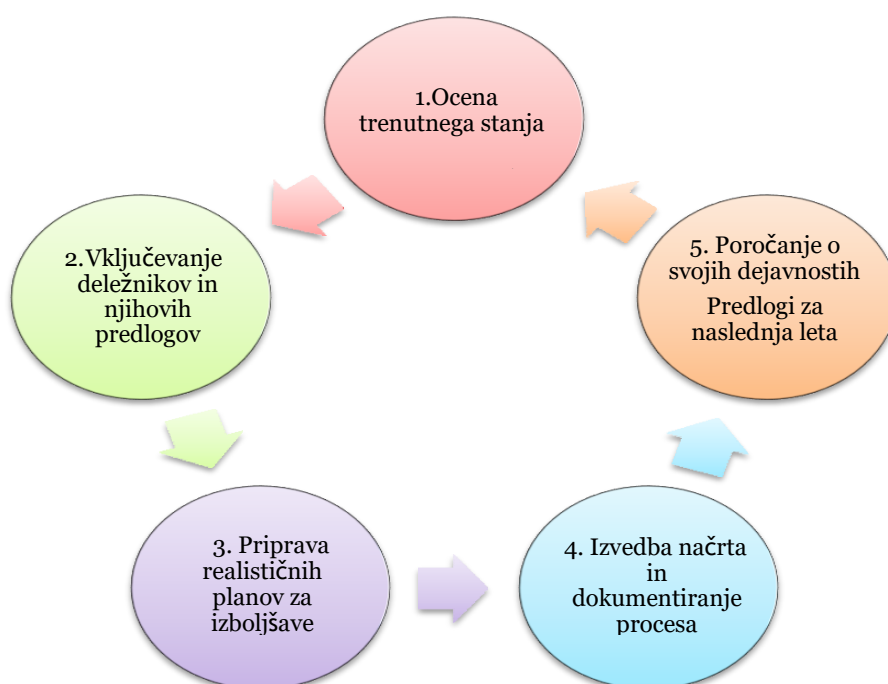 1.Ocena
trenutnega stanja
2.Vključevanje
deležnikov in
njihovih
predlogov
3. Priprava
realističnih
planov za
izboljšave
4. Izvedba načrta
in
dokumentiranje
procesa
5. Poročanje o
svojih dejavnostih
Predlogi za
naslednja leta